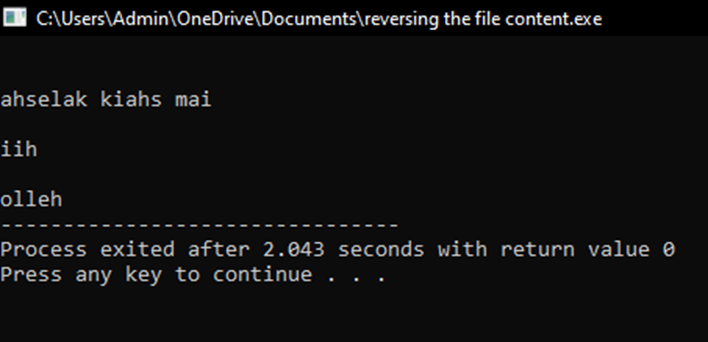 C:\Users\Admin\OneDrive\Documents\reversing the file content.exe
ahselak kiahs mai
iih
olleh
--------------------------------
Process exited after 2.043 seconds with return value 0
Press any key to continue . . .